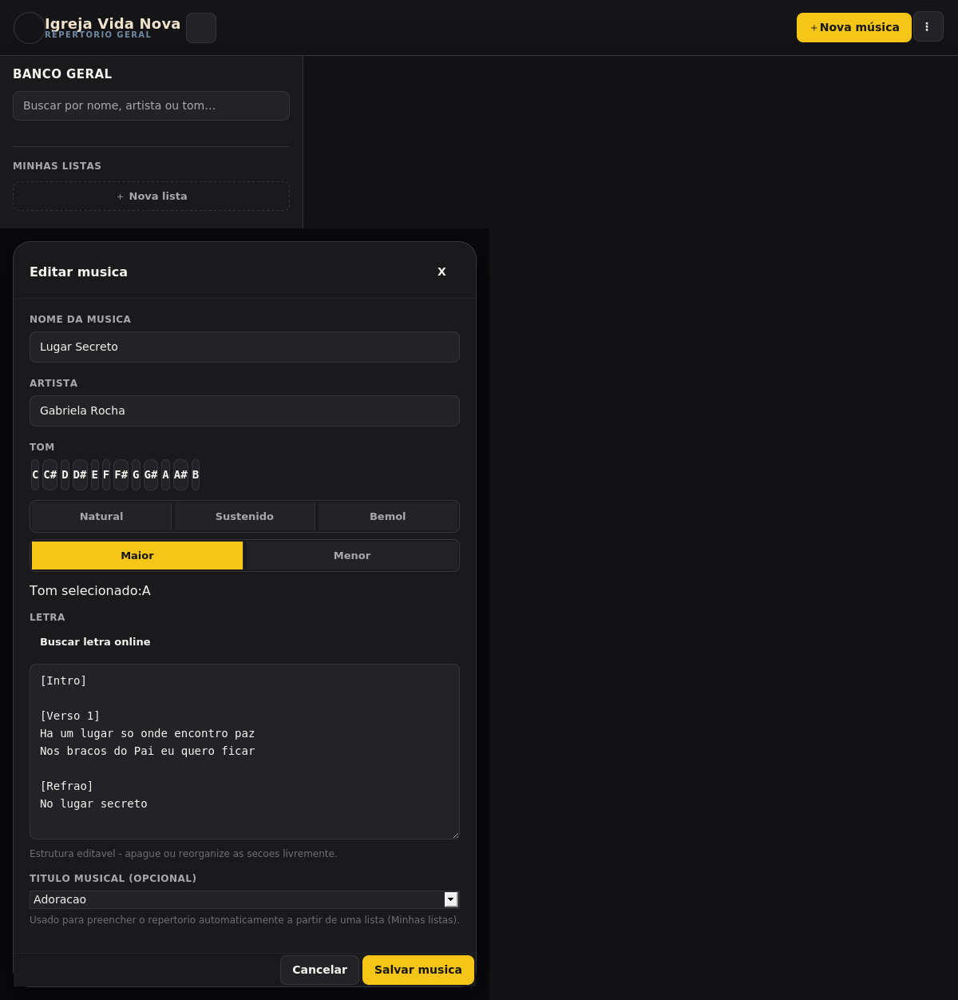 Igreja Vida Nova
REPERTORIO GERAL
+Nova música
⋮
BANCO GERAL
Buscar por nome, artista ou tom…
MINHAS LISTAS
+ Nova lista
Editar musica
X
NOME DA MUSICA
Lugar Secreto
ARTISTA
Gabriela Rocha
TOM
C C# D D# E F F# G G# A A# B
Natural Sustenido Bemol
Maior Menor
Tom selecionado:A
LETRA
Buscar letra online
[Intro]
[Verso 1]
Ha um lugar so onde encontro paz
Nos bracos do Pai eu quero ficar
[Refrao]
No lugar secreto
Estrutura editavel - apague ou reorganize as secoes livremente.
TITULO MUSICAL (OPCIONAL)
Adoracao
Usado para preencher o repertorio automaticamente a partir de uma lista (Minhas listas).
Cancelar Salvar musica